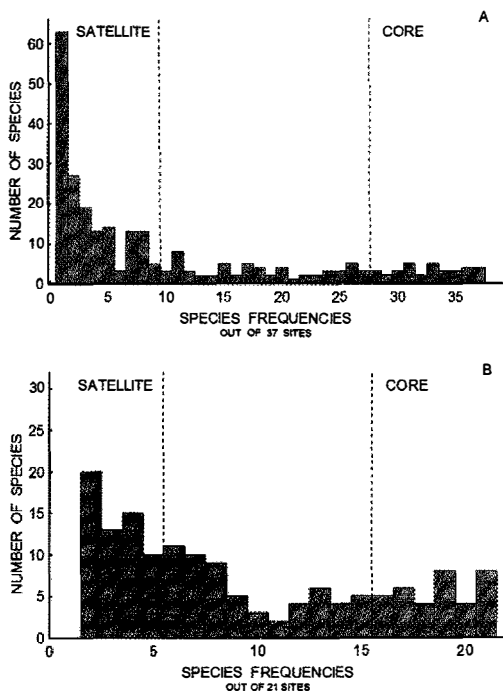 A
SATELLITE CORE
NUMBER OF SPECIES
60
50
40
30
20
10
0
0 5 10 15 20 25 30 35
SPECIES FREQUENCIES
OUT OF 37 SITES
B
SATELLITE CORE
NUMBER OF SPECIES
30
25
20
15
10
5
0
0 5 10 15 20
SPECIES FREQUENCIES
OUT OF 21 SITES